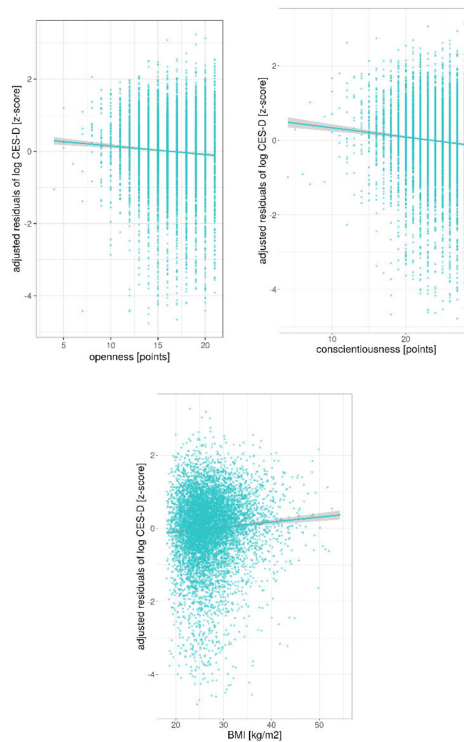 adjusted residuals of log CES-D [z-score]
2
0
-2
-4
5 10 15 20
openness [points]
adjusted residuals of log CES-D [z-score]
2
0
-2
-4
10 20
conscientiousness [points]
adjusted residuals of log CES-D [z-score]
2
0
-2
-4
20 30 40 50
BMI [kg/m2]